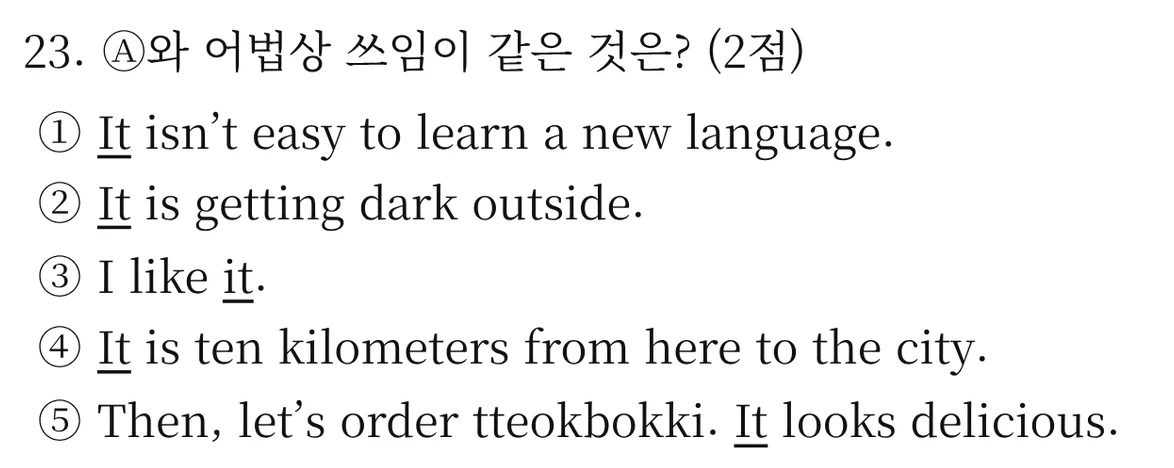 23. Ⓐ와 어법상 쓰임이 같은 것은? (2점)
① It isn’t easy to learn a new language.
② It is getting dark outside.
③ I like it.
④ It is ten kilometers from here to the city.
⑤ Then, let’s order tteokbokki. It looks delicious.